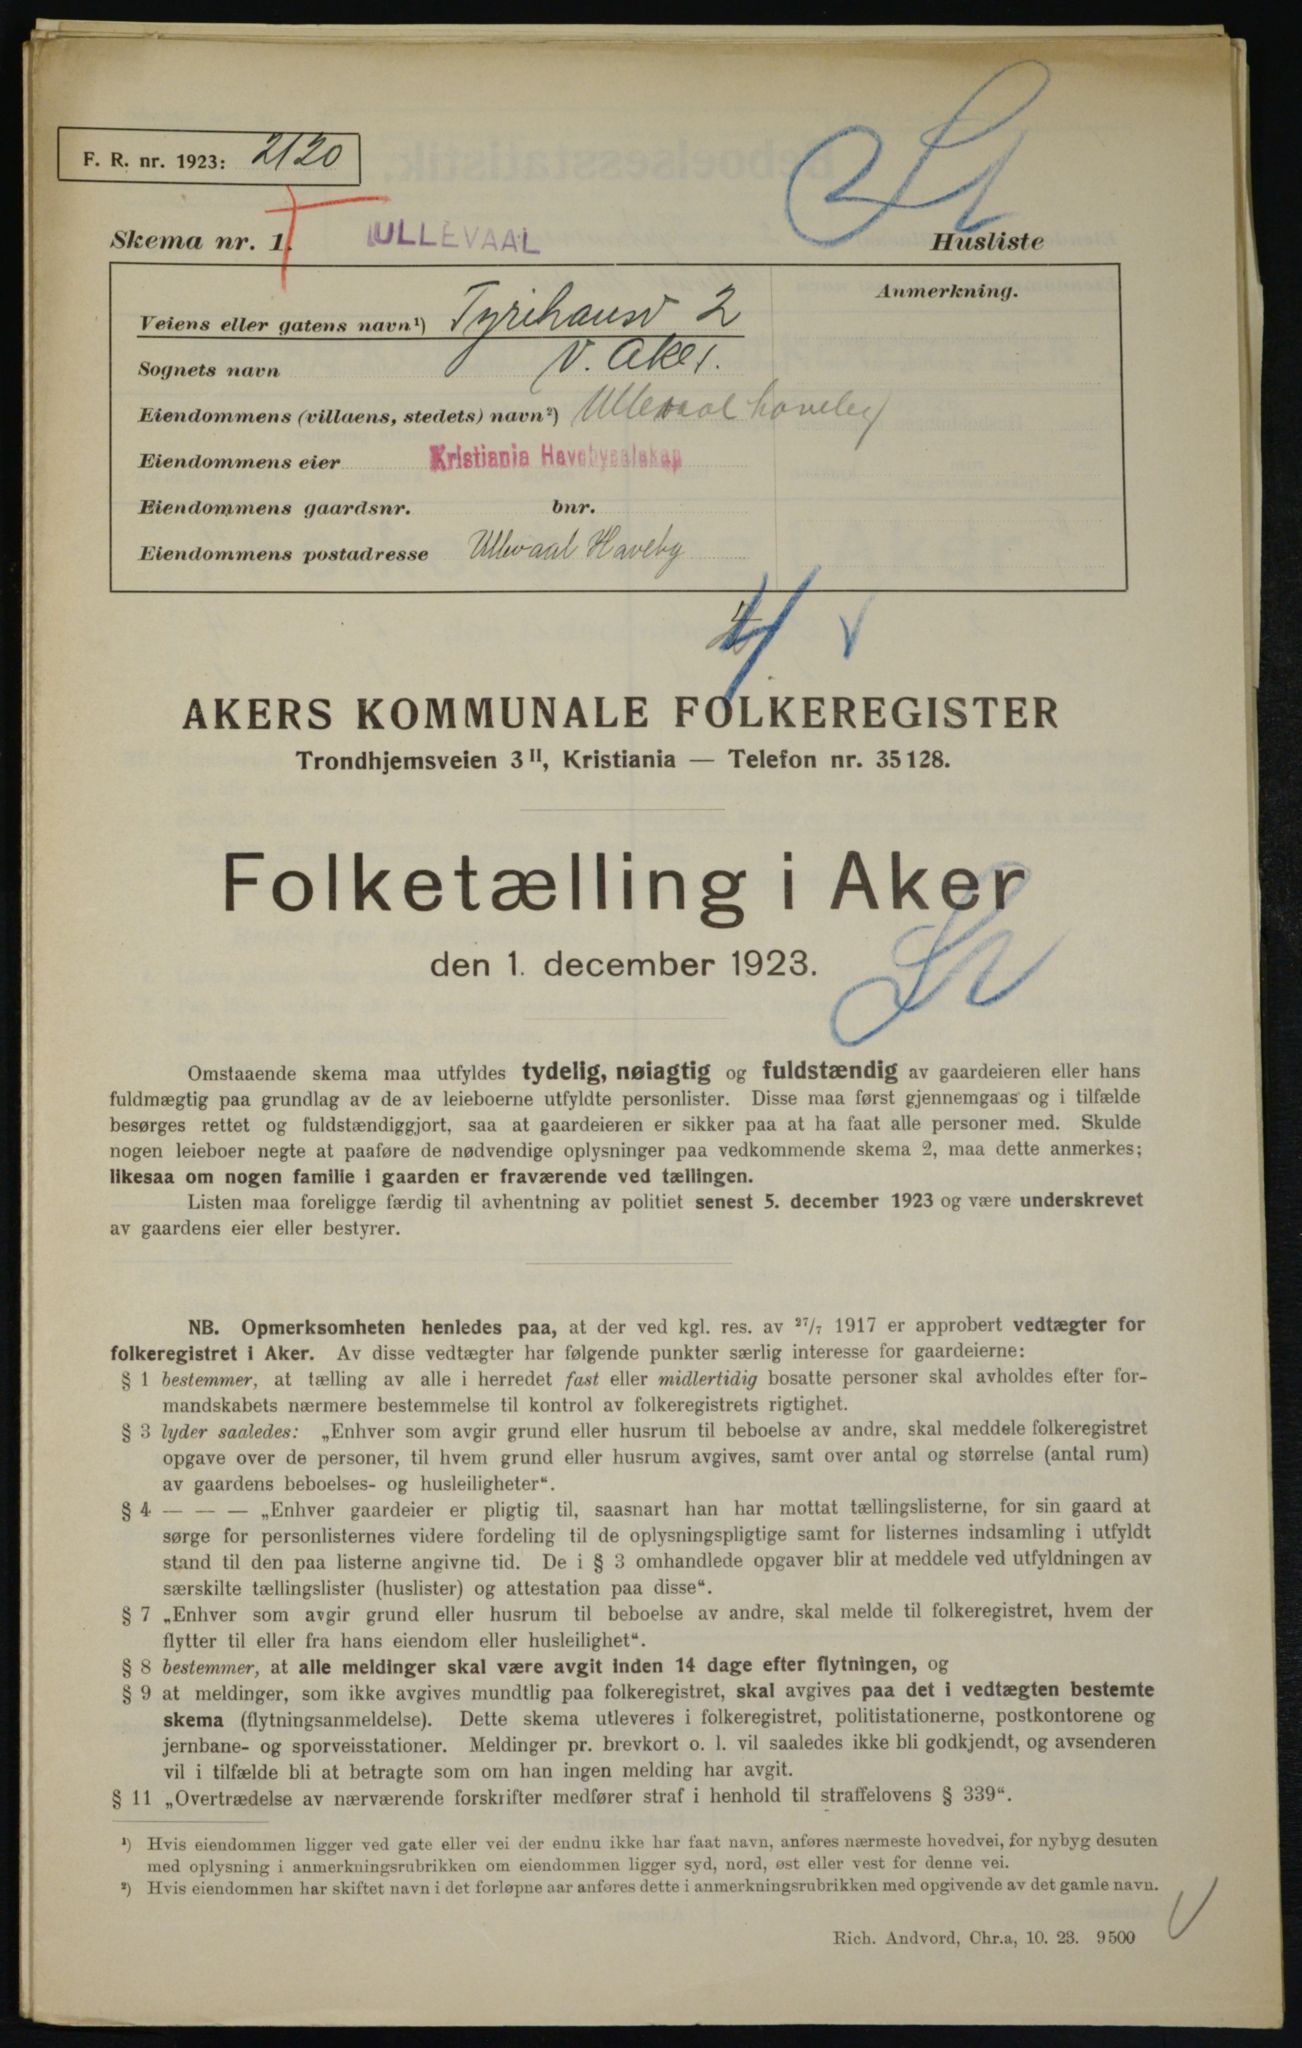 F. R. nr. 1923: 2120
Skema nr. 1.
ULLEVAAL
Husliste
Anmerkning.
Veiens eller gatens navn¹) Tyrihansv 2
Sognets navn V. Aker.
Eiendommens (villaens, stedets) navn²) Ullevaal haveby
Eiendommens eier Kristiania Havebyselskap
Eiendommens gaardsnr. bnr.
Eiendommens postadresse Ullevaal Haveby
4 v
AKERS KOMMUNALE FOLKEREGISTER
Trondhjemsveien 3 II, Kristiania — Telefon nr. 35128.
Folketælling i Aker
den 1. december 1923.
Omstaaende skema maa utfyldes tydelig, nøiagtig og fuldstændig av gaardeieren eller hans
fuldmægtig paa grundlag av de av leieboerne utfyldte personlister. Disse maa først gjennemgaas og i tilfælde
besørges rettet og fuldstændiggjort, saa at gaardeieren er sikker paa at ha faat alle personer med. Skulde
nogen leieboer negte at paaføre de nødvendige oplysninger paa vedkommende skema 2, maa dette anmerkes;
likesaa om nogen familie i gaarden er fraværende ved tællingen.
Listen maa foreligge færdig til avhentning av politiet senest 5. december 1923 og være underskrevet
av gaardens eier eller bestyrer.
NB. Opmerksomheten henledes paa, at der ved kgl. res. av 27/7 1917 er approbert vedtægter for
folkeregistret i Aker. Av disse vedtægter har følgende punkter særlig interesse for gaardeierne:
§ 1 bestemmer, at tælling av alle i herredet fast eller midlertidig bosatte personer skal avholdes efter for-
mandskabets nærmere bestemmelse til kontrol av folkeregistrets rigtighet.
§ 3 lyder saaledes: „Enhver som avgir grund eller husrum til beboelse av andre, skal meddele folkeregistret
opgave over de personer, til hvem grund eller husrum avgives, samt over antal og størrelse (antal rum)
av gaardens beboelses- og husleiligheter“.
§ 4 — — — „Enhver gaardeier er pligtig til, saasnart han har mottat tællingslisterne, for sin gaard at
sørge for personlisternes videre fordeling til de oplysningspligtige samt for listernes indsamling i utfyldt
stand til den paa listerne angivne tid. De i § 3 omhandlede opgaver blir at meddele ved utfyldningen av
særskilte tællingslister (huslister) og attestation paa disse“.
§ 7 „Enhver som avgir grund eller husrum til beboelse av andre, skal melde til folkeregistret, hvem der
flytter til eller fra hans eiendom eller husleilighet“.
§ 8 bestemmer, at alle meldinger skal være avgit inden 14 dage efter flytningen, og
§ 9 at meldinger, som ikke avgives mundtlig paa folkeregistret, skal avgives paa det i vedtægten bestemte
skema (flytningsanmeldelse). Dette skema utleveres i folkeregistret, politistationerne, postkontorene og
jernbane- og sporveisstationer. Meldinger pr. brevkort o. l. vil saaledes ikke bli godkjendt, og avsenderen
vil i tilfælde bli at betragte som om han ingen melding har avgit.
§ 11 „Overtrædelse av nærværende forskrifter medfører straf i henhold til straffelovens § 339“.
¹) Hvis eiendommen ligger ved gate eller vei der endnu ikke har faat navn, anføres nærmeste hovedvei, for nybyg desuten
med oplysning i anmerkningsrubrikken om eiendommen ligger syd, nord, øst eller vest for denne vei.
²) Hvis eiendommen har skiftet navn i det forløpne aar anføres dette i anmerkningsrubrikken med opgivende av det gamle navn.
Rich. Andvord, Chr.a, 10. 23. 9500